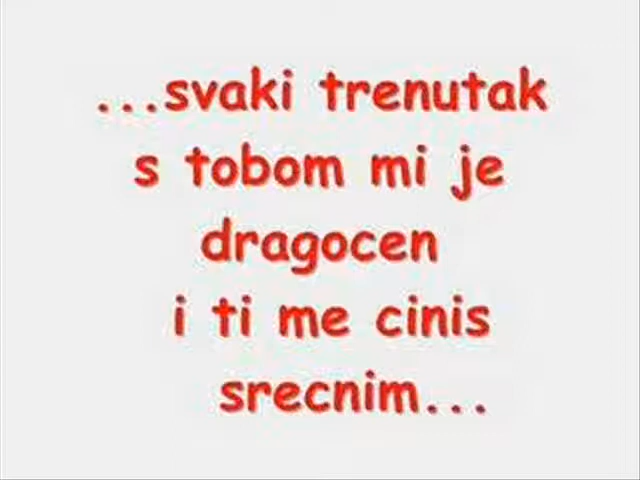 ...svaki trenutak
s tobom mi je
dragocen
i ti me cinis
srecnim...